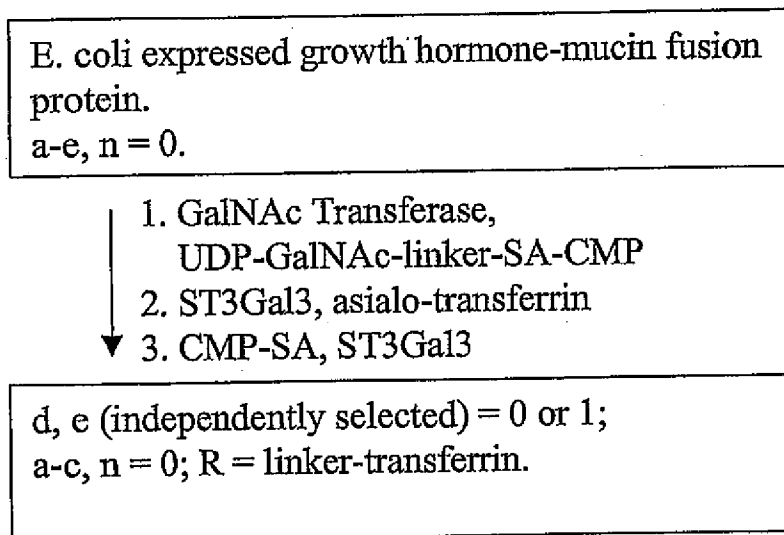 E. coli expressed growth hormone-mucin fusion
protein.
a-e, n = 0.
1. GalNAc Transferase,
UDP-GalNAc-linker-SA-CMP
2. ST3Gal3, asialo-transferrin
3. CMP-SA, ST3Gal3
d, e (independently selected) = 0 or 1;
a-c, n = 0; R = linker-transferrin.